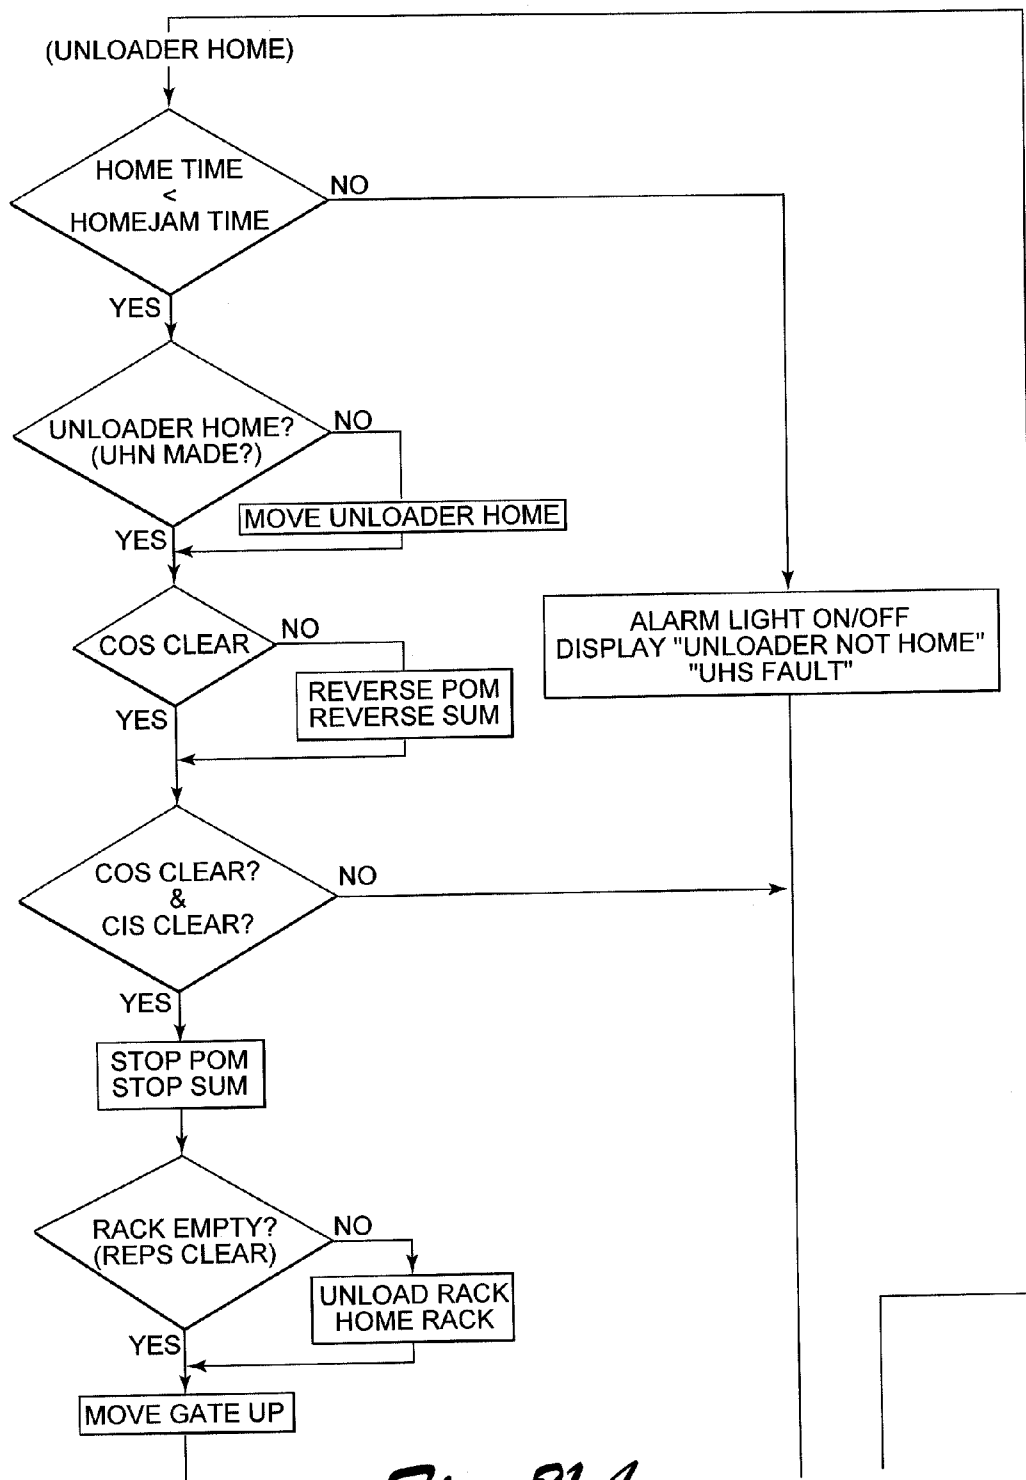 (UNLOADER HOME)
HOME TIME
<
HOMEJAM TIME
NO
YES
UNLOADER HOME?
(UHN MADE?)
NO
MOVE UNLOADER HOME
YES
COS CLEAR
NO
REVERSE POM
REVERSE SUM
YES
ALARM LIGHT ON/OFF
DISPLAY "UNLOADER NOT HOME"
"UHS FAULT"
COS CLEAR?
&
CIS CLEAR?
NO
YES
STOP POM
STOP SUM
RACK EMPTY?
(REPS CLEAR)
NO
UNLOAD RACK
HOME RACK
YES
MOVE GATE UP